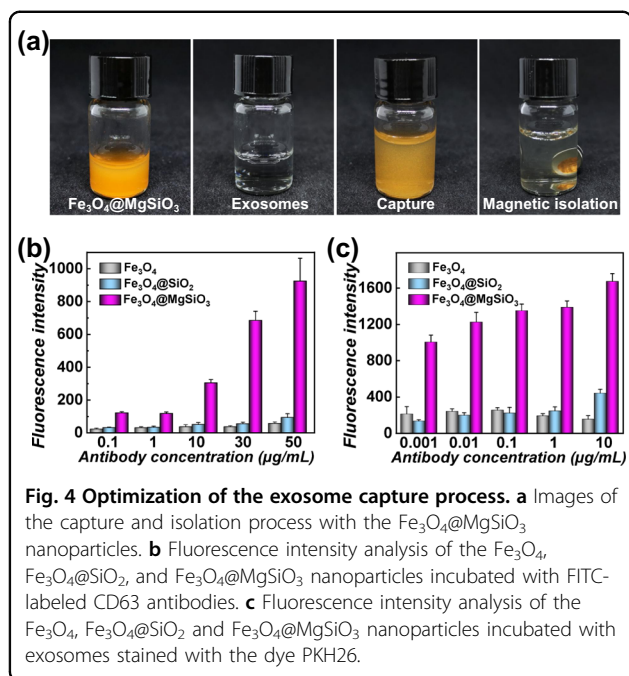 (a)
Fe₃O₄@MgSiO₃ Exosomes Capture Magnetic isolation
(b)
Fluorescence intensity
1000
800
600
400
200
0
Fe₃O₄
Fe₃O₄@SiO₂
Fe₃O₄@MgSiO₃
0.1 1 10 30 50
Antibody concentration (µg/mL)
(c)
Fluorescence intensity
1600
1200
800
400
0
Fe₃O₄
Fe₃O₄@SiO₂
Fe₃O₄@MgSiO₃
0.001 0.01 0.1 1 10
Antibody concentration (µg/mL)
Fig. 4 Optimization of the exosome capture process. a Images of
the capture and isolation process with the Fe₃O₄@MgSiO₃
nanoparticles. b Fluorescence intensity analysis of the Fe₃O₄,
Fe₃O₄@SiO₂, and Fe₃O₄@MgSiO₃ nanoparticles incubated with FITC-
labeled CD63 antibodies. c Fluorescence intensity analysis of the
Fe₃O₄, Fe₃O₄@SiO₂ and Fe₃O₄@MgSiO₃ nanoparticles incubated with
exosomes stained with the dye PKH26.